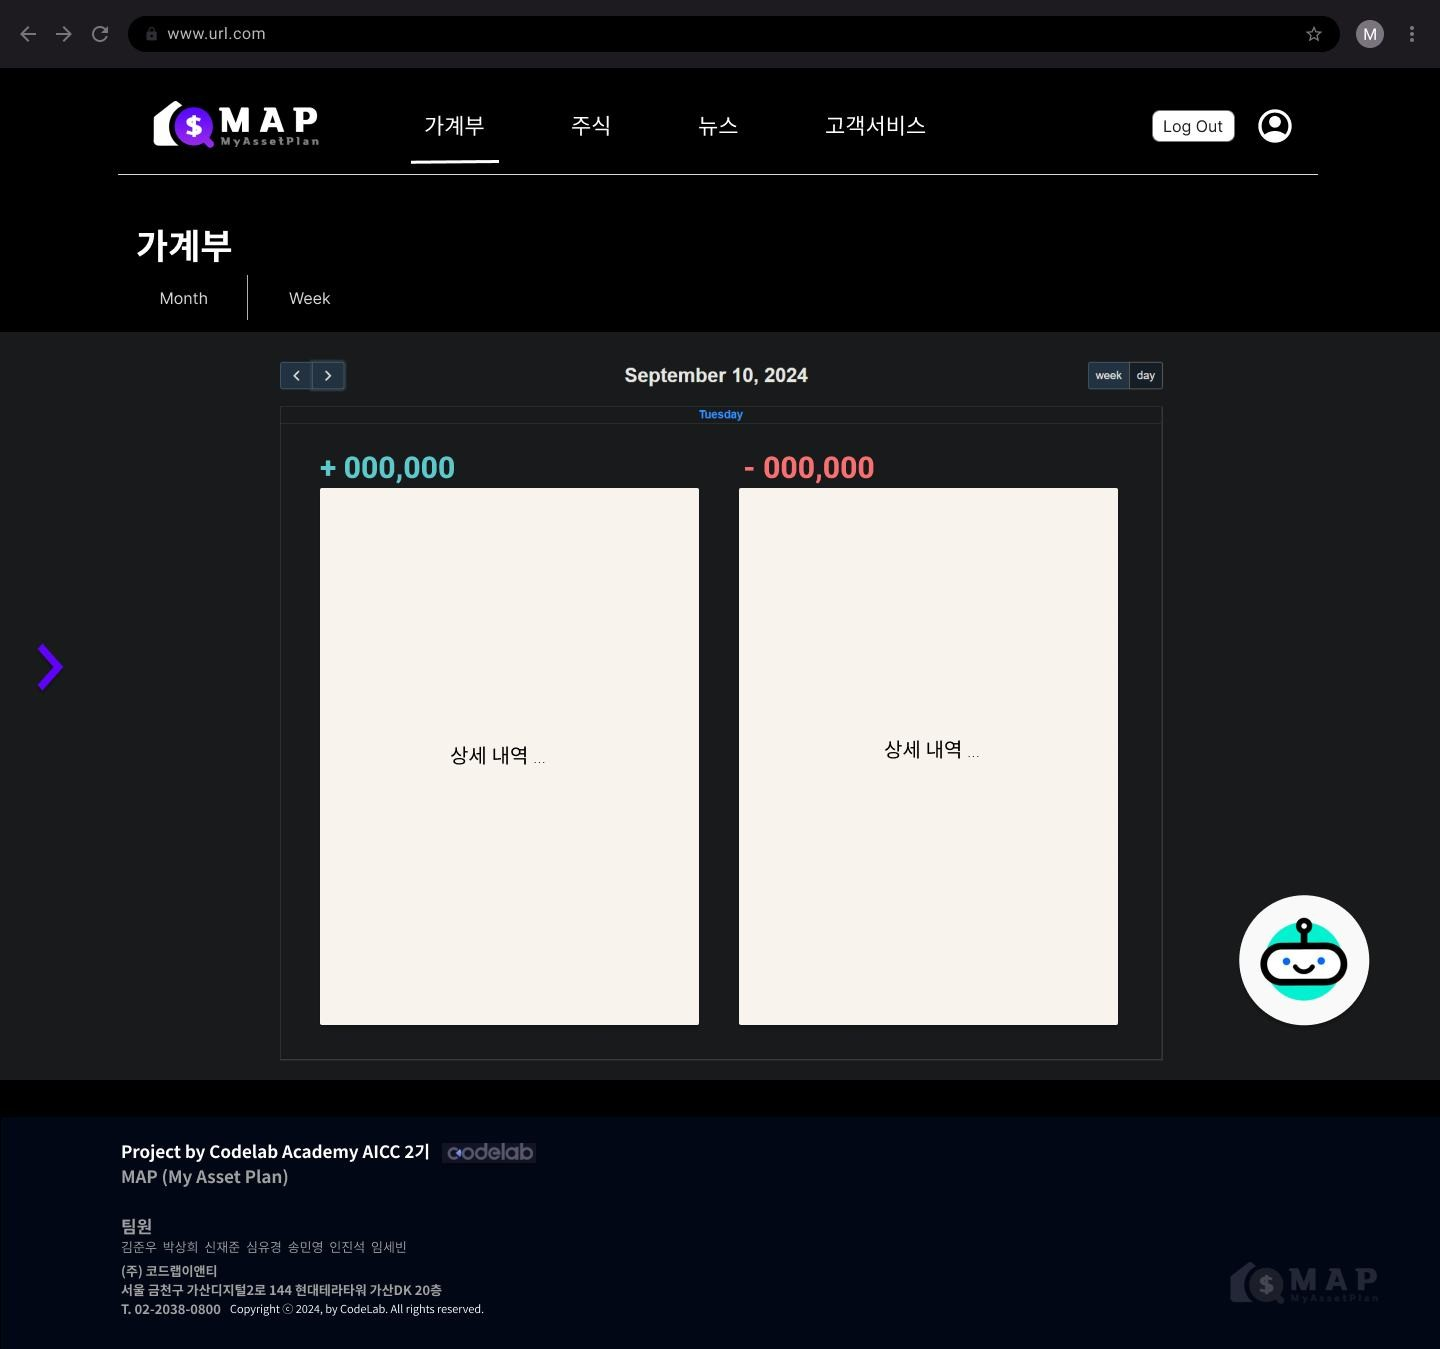 www.url.com
M
$ MAP
MyAssetPlan
가계부
주식
뉴스
고객서비스
Log Out
가계부
Month
Week
September 10, 2024
week
day
Tuesday
+ 000,000
- 000,000
상세 내역 ...
상세 내역 ...
Project by Codelab Academy AICC 2기 codelab
MAP (My Asset Plan)
팀원
김준우 박상희 신재준 심유경 송민영 인진석 임세빈
(주) 코드랩이앤티
서울 금천구 가산디지털2로 144 현대테라타워 가산DK 20층
T. 02-2038-0800 Copyright ⓒ 2024, by CodeLab. All rights reserved.
$ MAP
MyAssetPlan